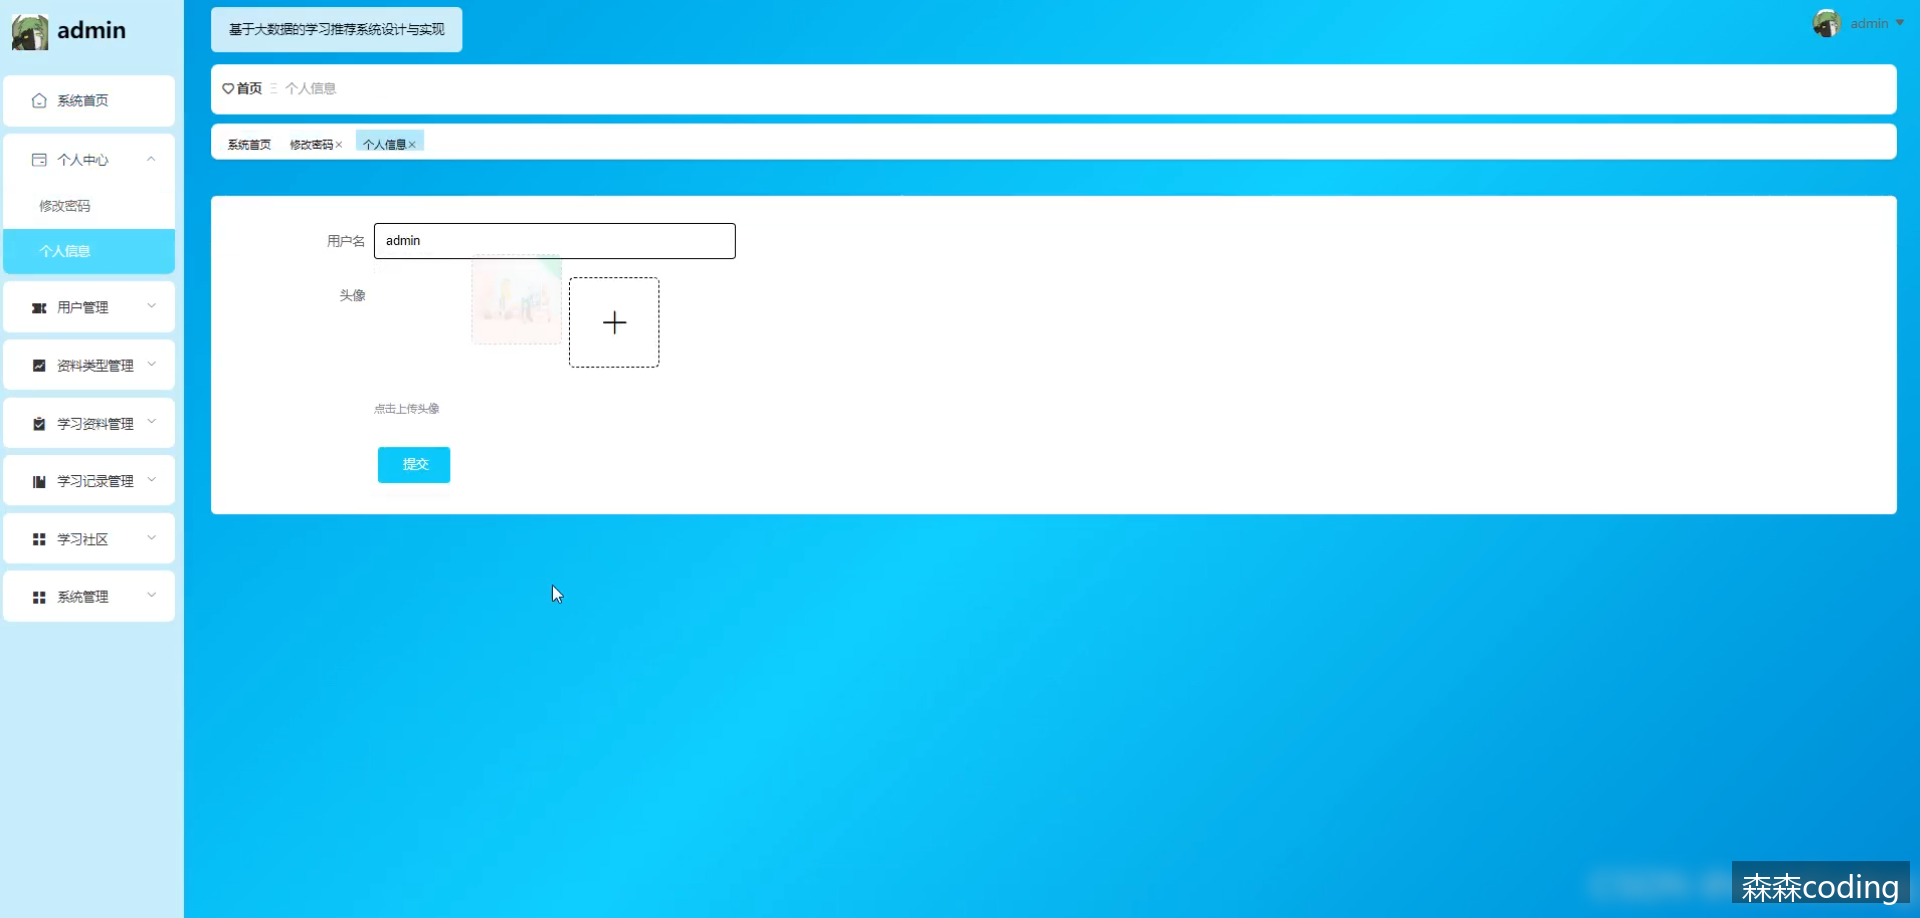 admin
系统首页
个人中心
修改密码
个人信息
用户管理
资料类型管理
学习资料管理
学习记录管理
学习社区
系统管理
基于大数据的学习推荐系统设计与实现
admin
首页 个人信息
系统首页 修改密码× 个人信息×
用户名 admin
头像
点击上传头像
提交
森森coding